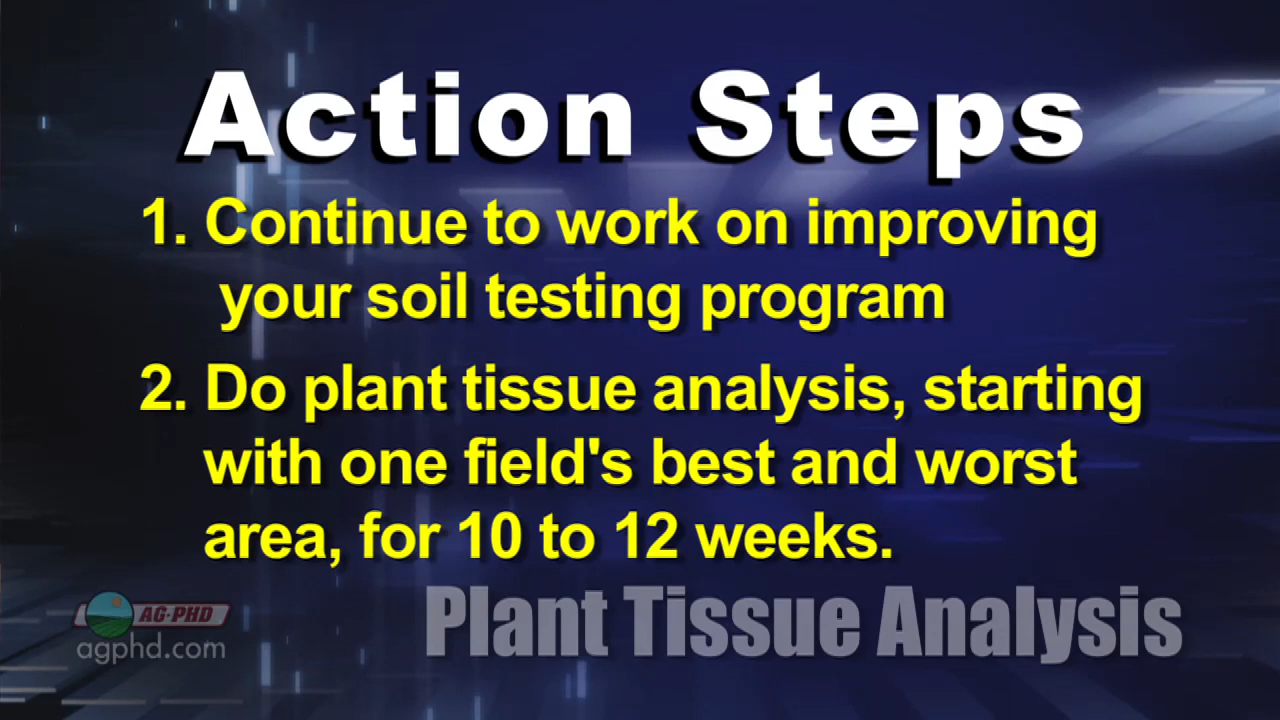 Action Steps
1. Continue to work on improving
your soil testing program
2. Do plant tissue analysis, starting
with one field's best and worst
area, for 10 to 12 weeks.
AG·PHD
agphd.com
Plant Tissue Analysis